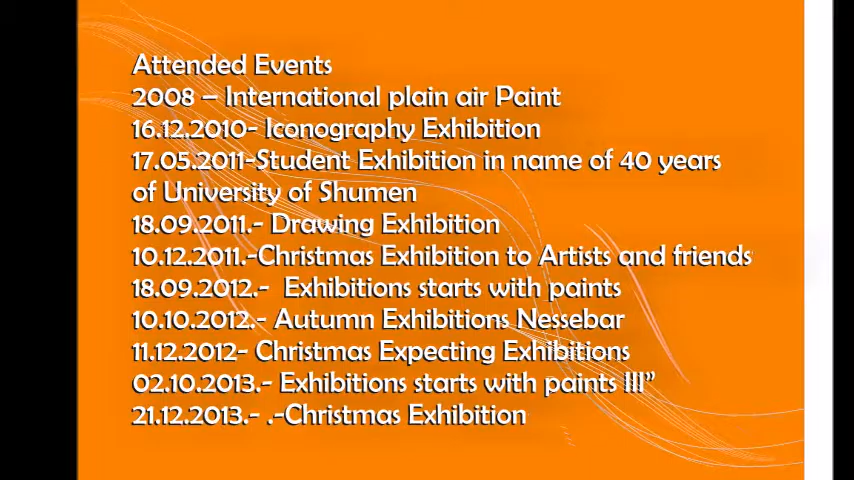 Attended Events
2008 – International plain air Paint
16.12.2010- Iconography Exhibition
17.05.2011-Student Exhibition in name of 40 years
of University of Shumen
18.09.2011.- Drawing Exhibition
10.12.2011.-Christmas Exhibition to Artists and friends
18.09.2012.- Exhibitions starts with paints
10.10.2012.- Autumn Exhibitions Nessebar
11.12.2012- Christmas Expecting Exhibitions
02.10.2013.- Exhibitions starts with paints III”
21.12.2013.- .-Christmas Exhibition